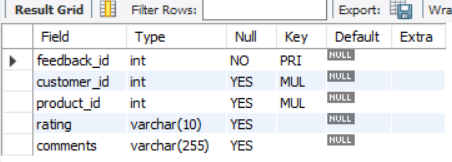 Result Grid Filter Rows: Export: Wra
Field Type Null Key Default Extra
feedback_id int NO PRI NULL
customer_id int YES MUL NULL
product_id int YES MUL NULL
rating varchar(10) YES NULL
comments varchar(255) YES NULL